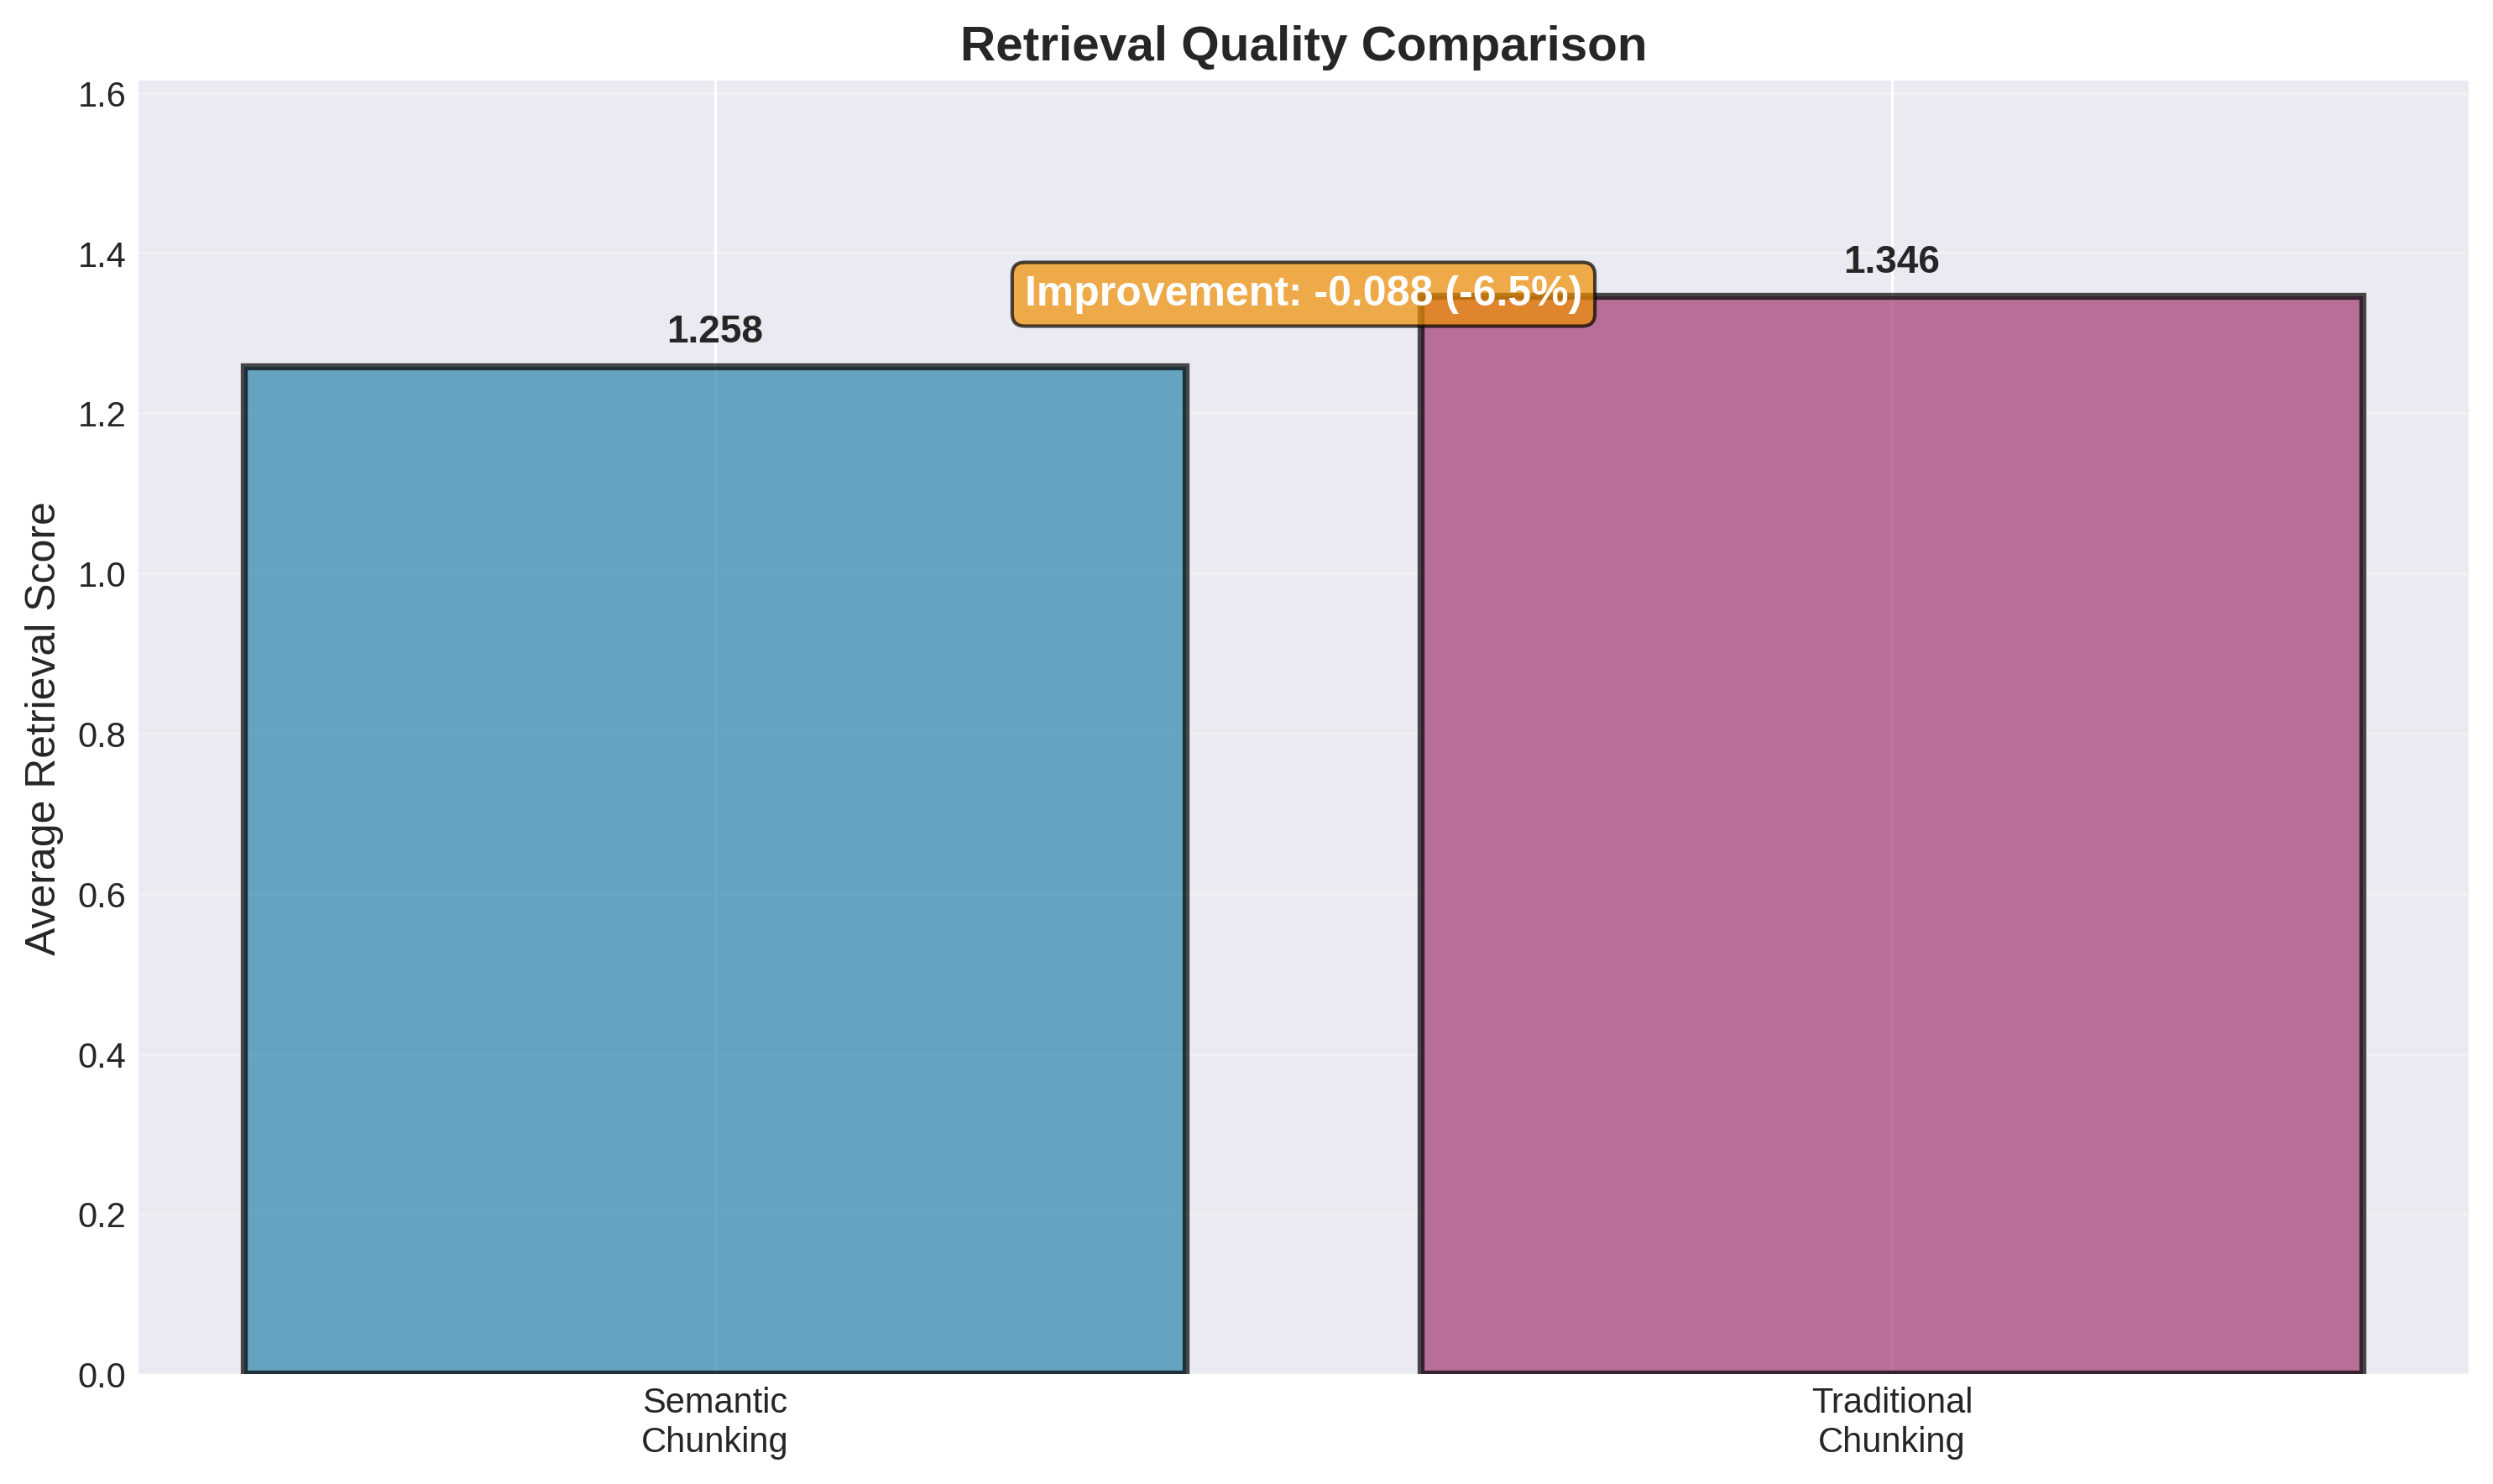 Retrieval Quality Comparison
Average Retrieval Score
1.6
1.4
1.2
1.0
0.8
0.6
0.4
0.2
0.0
1.258
Improvement: -0.088 (-6.5%)
1.346
Semantic
Chunking
Traditional
Chunking